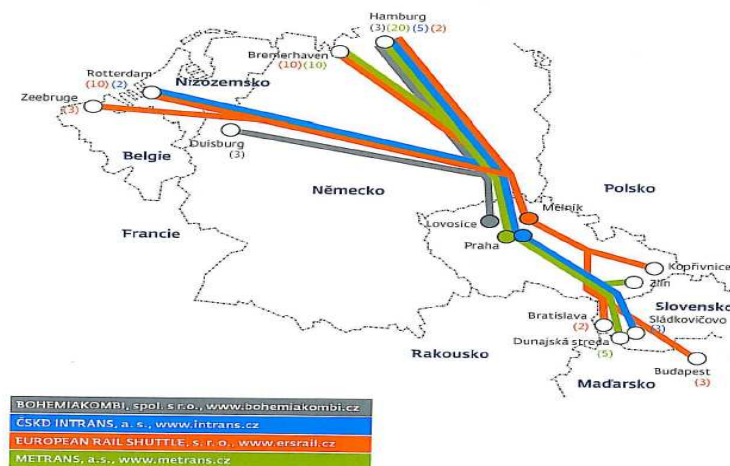 Hamburg
(3)(20)(5)(2)
Bremerhaven
(10)(10)
Rotterdam
(10)(2)
Nizozemsko
Zeebruge
(3)
Duisburg
(3)
Belgie
Německo
Polsko
Mělník
Lovosice
Francie
Praha
Kopřivnice
Zlín
Slovensko
Bratislava
(2)
Sládkovičovo
(3)
Dunajská streda
(5)
Rakousko
Budapest
(3)
Maďarsko
BOHEMIAKOMBI, spol. s r.o., www.bohemiakombi.cz
ČSKD INTRANS, a. s., www.intrans.cz
EUROPEAN RAIL SHUTTLE, s. r. o., www.ersrail.cz
METRANS, a.s., www.metrans.cz